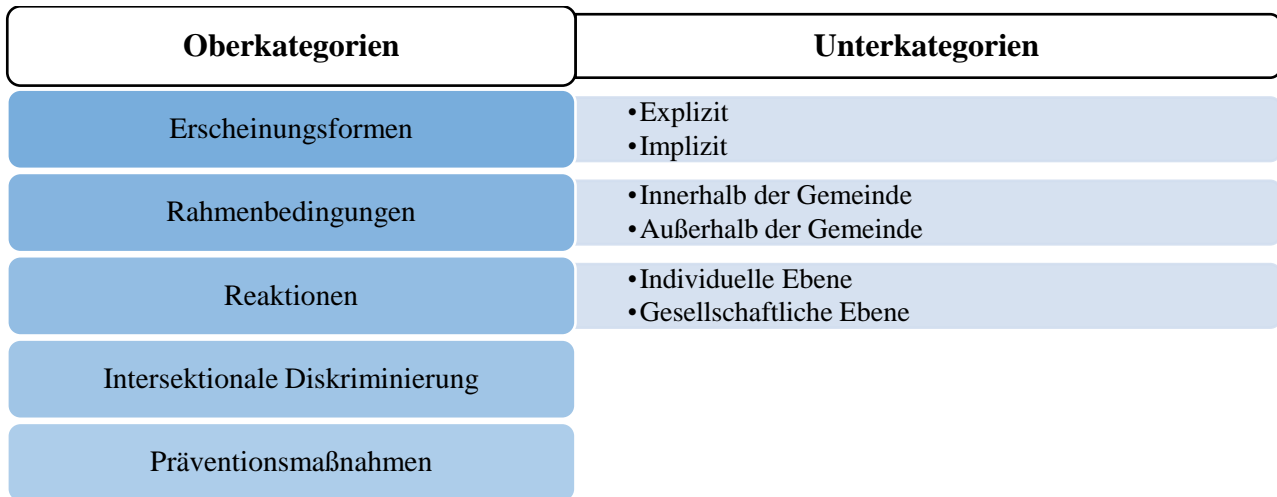 Oberkategorien
Unterkategorien
Erscheinungsformen
•Explizit
•Implizit
Rahmenbedingungen
•Innerhalb der Gemeinde
•Außerhalb der Gemeinde
Reaktionen
•Individuelle Ebene
•Gesellschaftliche Ebene
Intersektionale Diskriminierung
Präventionsmaßnahmen